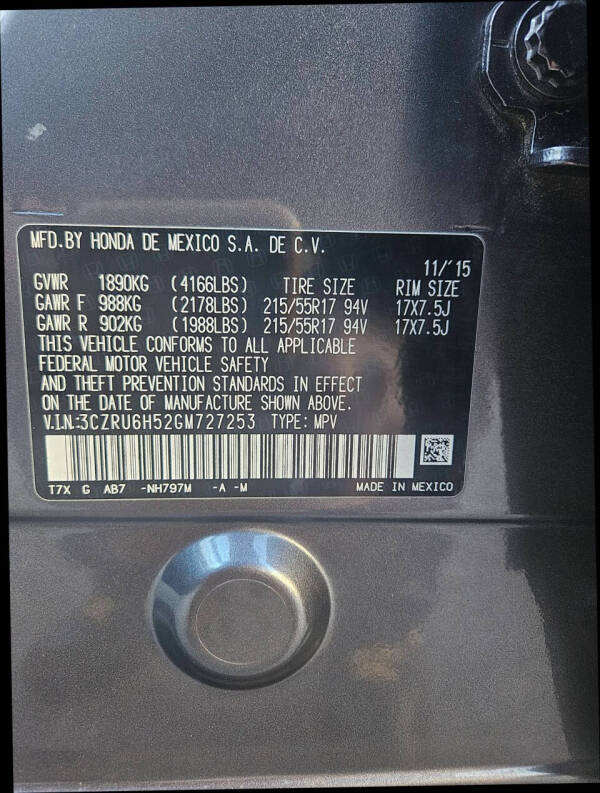 MFD.BY HONDA DE MEXICO S.A. DE C.V.
11/'15
GVWR 1890KG (4166LBS) TIRE SIZE RIM SIZE
GAWR F 988KG (2178LBS) 215/55R17 94V 17X7.5J
GAWR R 902KG (1988LBS) 215/55R17 94V 17X7.5J
THIS VEHICLE CONFORMS TO ALL APPLICABLE
FEDERAL MOTOR VEHICLE SAFETY
AND THEFT PREVENTION STANDARDS IN EFFECT
ON THE DATE OF MANUFACTURE SHOWN ABOVE.
V.I.N:3CZRU6H52GM727253 TYPE: MPV
T7X G AB7 -NH797M -A -M MADE IN MEXICO